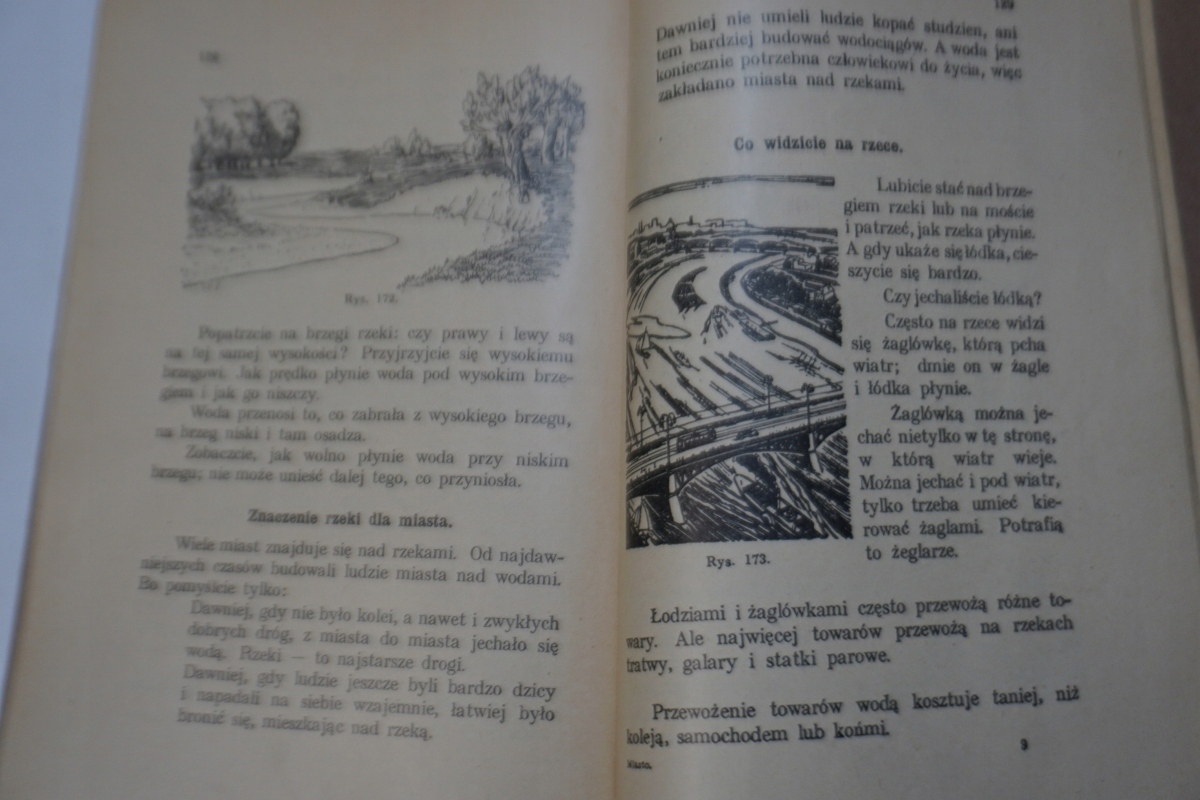 128
Rys. 172.
Popatrzcie na brzegi rzeki: czy prawy i lewy są
na tej samej wysokości? Przyjrzyjcie się wysokiemu
brzegowi. Jak prędko płynie woda pod wysokim brze-
giem i jak go niszczy.
Woda przenosi to, co zabrała z wysokiego brzegu,
na brzeg niski i tam osadza.
Zobaczcie, jak wolno płynie woda przy niskim
brzegu; nie może unieść dalej tego, co przyniosła.
Znaczenie rzeki dla miasta.
Wiele miast znajduje się nad rzekami. Od najdaw-
niejszych czasów budowali ludzie miasta nad wodami.
Bo pomyślcie tylko:
Dawniej, gdy nie było kolei, a nawet i zwykłych
dobrych dróg, z miasta do miasta jechało się
wodą. Rzeki — to najstarsze drogi.
Dawniej, gdy ludzie jeszcze byli bardzo dzicy
i napadali na siebie wzajemnie, łatwiej było
bronić się, mieszkając nad rzeką.
129
Dawniej nie umieli ludzie kopać studzien, ani
tem bardziej budować wodociągów. A woda jest
koniecznie potrzebna człowiekowi do życia, więc
zakładano miasta nad rzekami.
Co widzicie na rzece.
Lubicie stać nad brze-
giem rzeki lub na moście
i patrzeć, jak rzeka płynie.
A gdy ukaże się łódka, cie-
szycie się bardzo.
Czy jechaliście łódką?
Często na rzece widzi
się żaglówkę, którą pcha
wiatr; dmie on w żagle
i łódka płynie.
Żaglówką można je-
chać nietylko w tę stronę,
w którą wiatr wieje.
Można jechać i pod wiatr,
tylko trzeba umieć kie-
rować żaglami. Potrafią
to żeglarze.
Rys. 173.
Łodziami i żaglówkami często przewożą różne to-
wary. Ale najwięcej towarów przewożą na rzekach
tratwy, galary i statki parowe.
Przewożenie towarów wodą kosztuje taniej, niż
koleją, samochodem lub końmi.
Miasto.
9